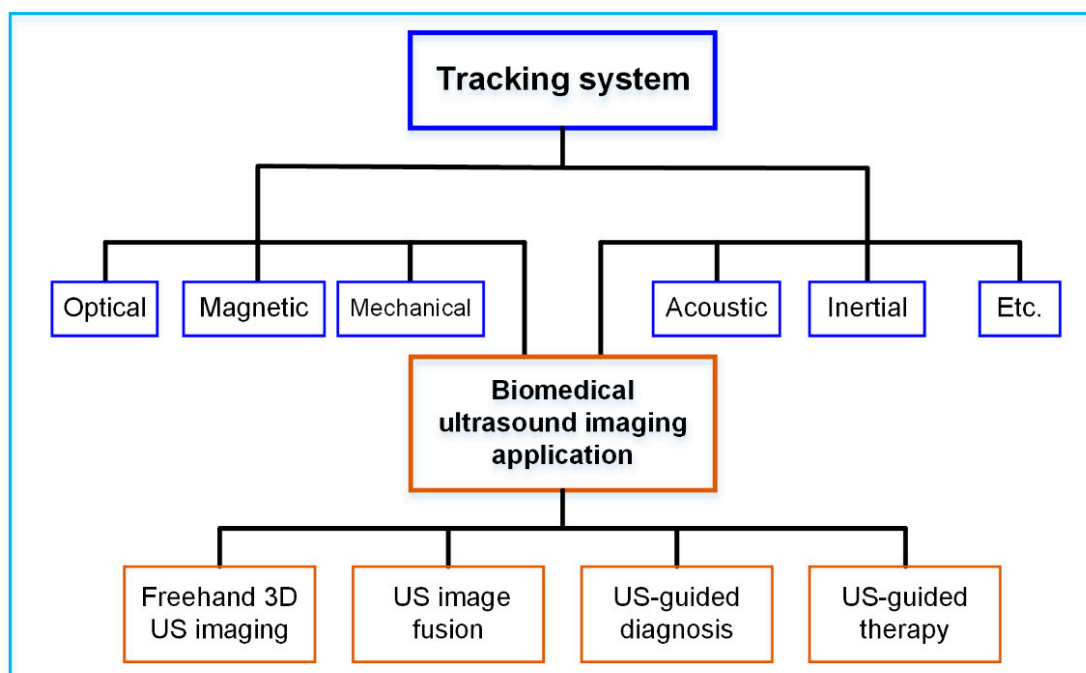 Tracking system
Optical
Magnetic
Mechanical
Acoustic
Inertial
Etc.
Biomedical
ultrasound imaging
application
Freehand 3D
US imaging
US image
fusion
US-guided
diagnosis
US-guided
therapy